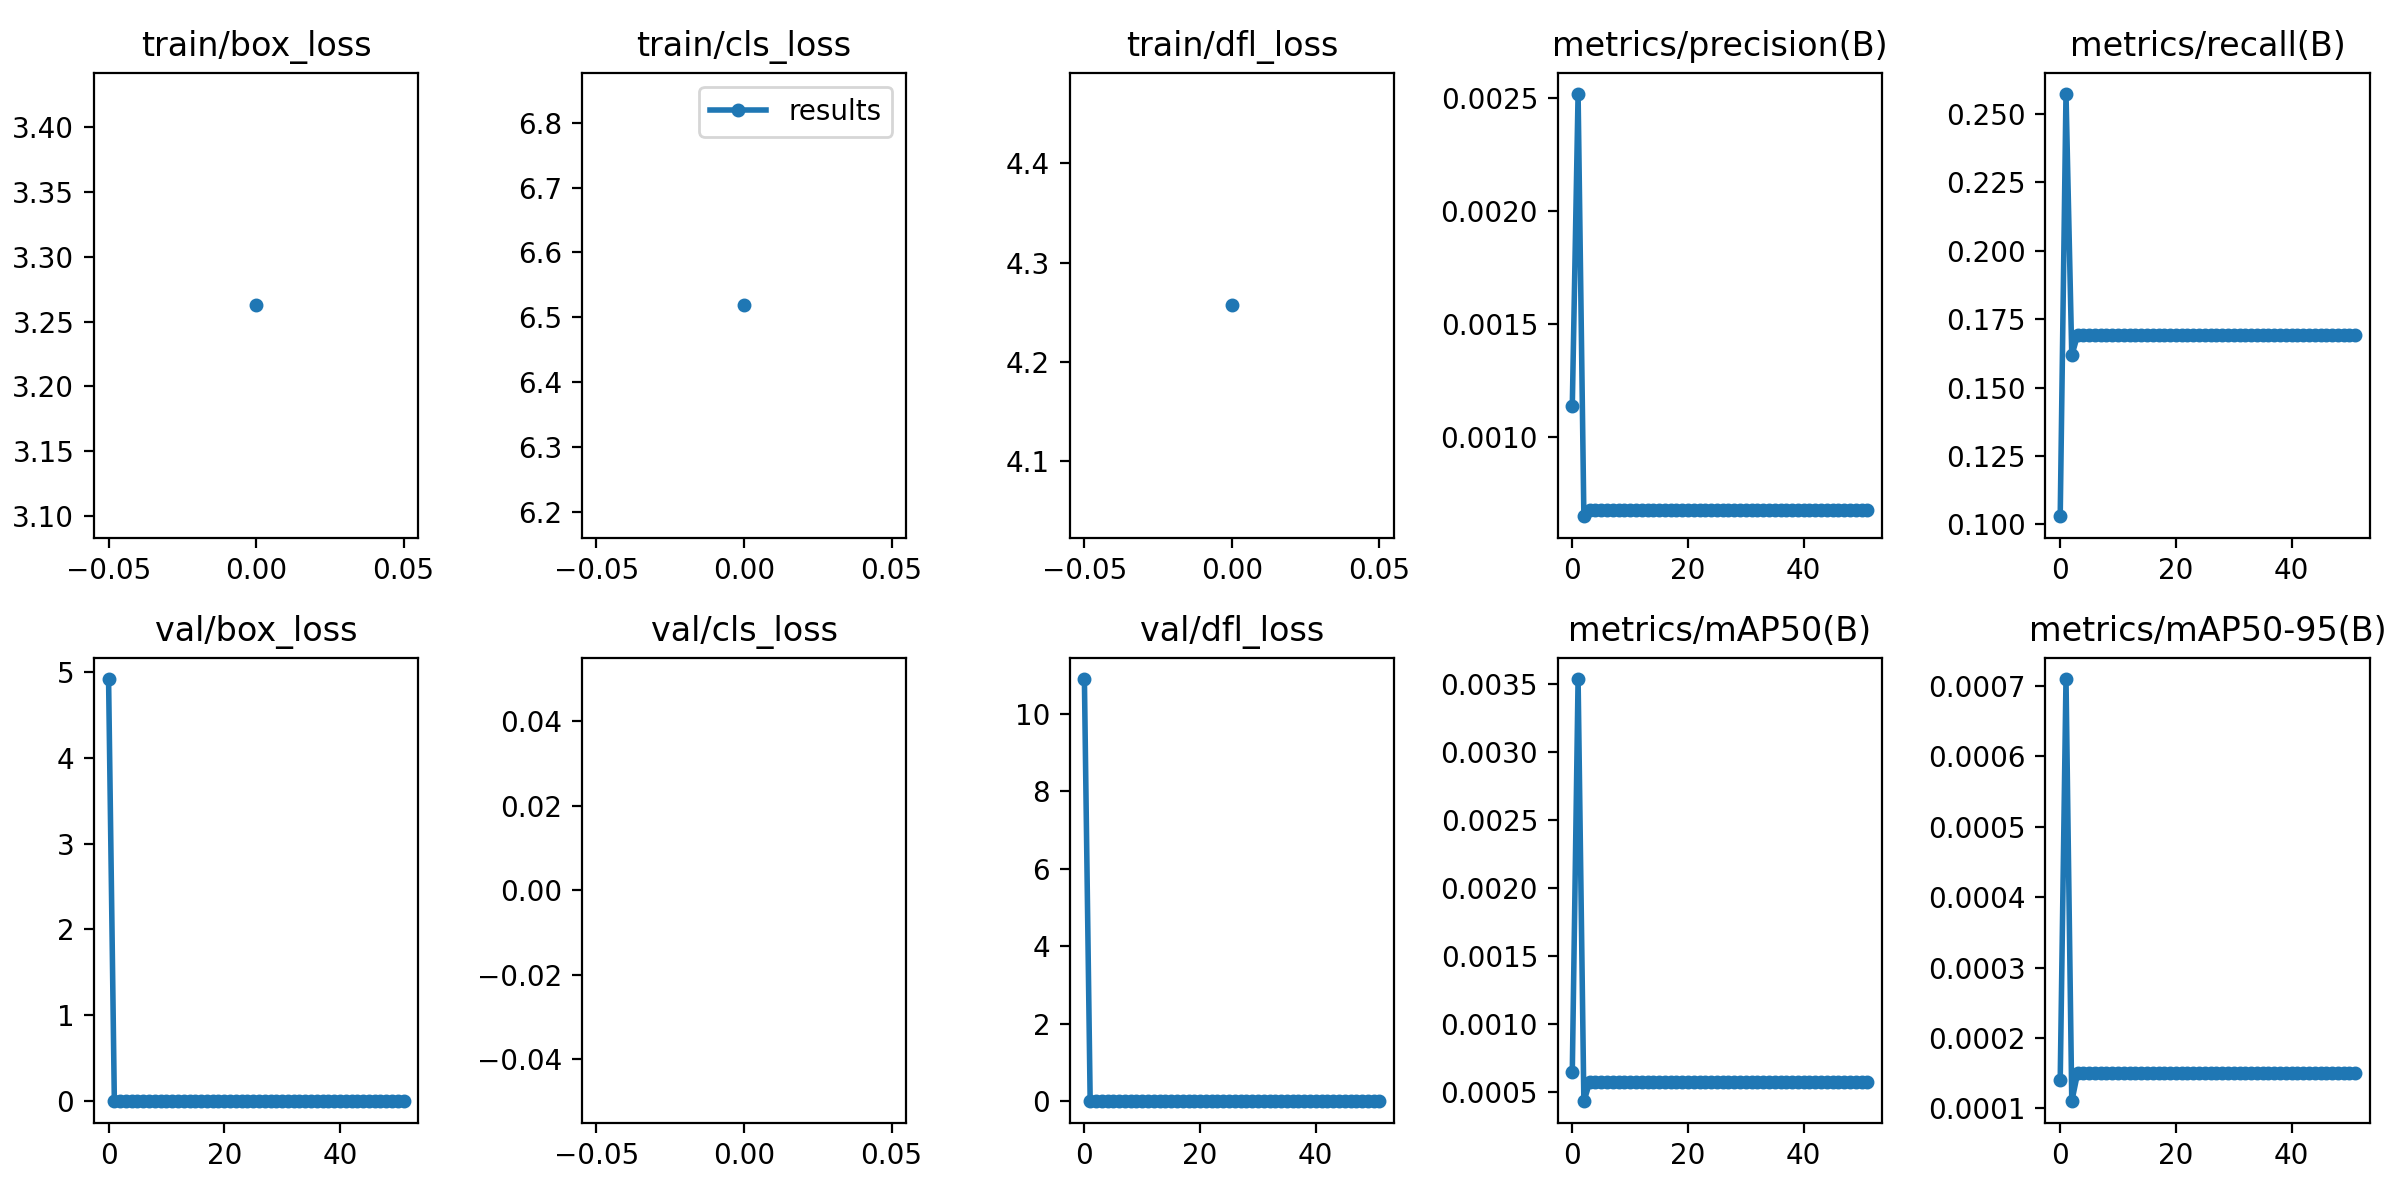 train/box_loss
3.40
3.35
3.30
3.25
3.20
3.15
3.10
−0.05 0.00 0.05
train/cls_loss
results
6.8
6.7
6.6
6.5
6.4
6.3
6.2
−0.05 0.00 0.05
train/dfl_loss
4.4
4.3
4.2
4.1
−0.05 0.00 0.05
metrics/precision(B)
0.0025
0.0020
0.0015
0.0010
0 20 40
metrics/recall(B)
0.250
0.225
0.200
0.175
0.150
0.125
0.100
0 20 40
val/box_loss
5
4
3
2
1
0
0 20 40
val/cls_loss
0.04
0.02
0.00
−0.02
−0.04
−0.05 0.00 0.05
val/dfl_loss
10
8
6
4
2
0
0 20 40
metrics/mAP50(B)
0.0035
0.0030
0.0025
0.0020
0.0015
0.0010
0.0005
0 20 40
metrics/mAP50-95(B)
0.0007
0.0006
0.0005
0.0004
0.0003
0.0002
0.0001
0 20 40